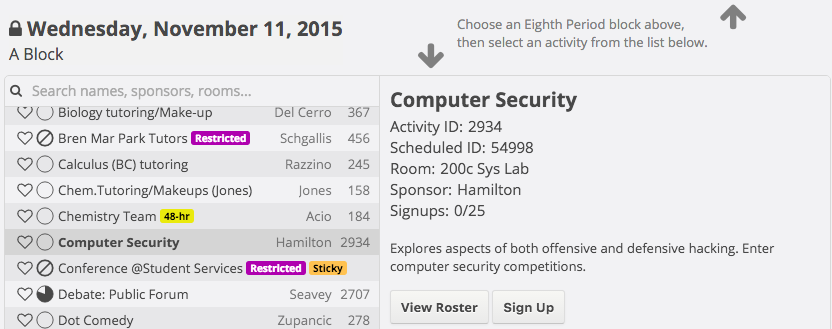 Wednesday, November 11, 2015
A Block
Choose an Eighth Period block above,
then select an activity from the list below.
Search names, sponsors, rooms...
Biology tutoring/Make-up Del Cerro 367
Bren Mar Park Tutors Restricted Schgallis 456
Calculus (BC) tutoring Razzino 245
Chem.Tutoring/Makeups (Jones) Jones 158
Chemistry Team 48-hr Acio 184
Computer Security Hamilton 2934
Conference @Student Services Restricted Sticky
Debate: Public Forum Seavey 2707
Dot Comedy Zupancic 278
Computer Security
Activity ID: 2934
Scheduled ID: 54998
Room: 200c Sys Lab
Sponsor: Hamilton
Signups: 0/25
Explores aspects of both offensive and defensive hacking. Enter
computer security competitions.
View Roster Sign Up